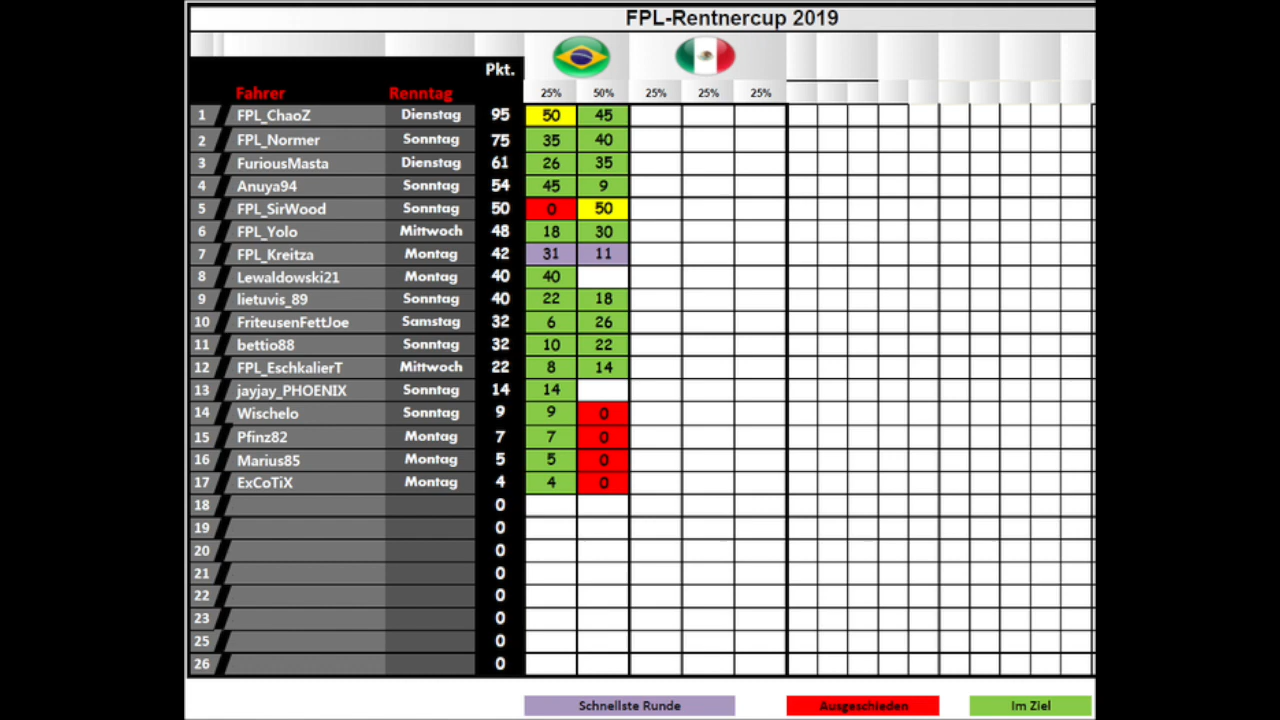 FPL-Rentnercup 2019
Pkt.
Fahrer Renntag 25% 50% 25% 25% 25%
1 FPL_ChaoZ Dienstag 95 50 45
2 FPL_Normer Sonntag 75 35 40
3 FuriousMasta Dienstag 61 26 35
4 Anuya94 Sonntag 54 45 9
5 FPL_SirWood Sonntag 50 0 50
6 FPL_Yolo Mittwoch 48 18 30
7 FPL_Kreitza Montag 42 31 11
8 Lewaldowski21 Montag 40 40
9 lietuvis_89 Sonntag 40 22 18
10 FriteusenFettJoe Samstag 32 6 26
11 bettio88 Sonntag 32 10 22
12 FPL_EschkalierT Mittwoch 22 8 14
13 jayjay_PHOENIX Sonntag 14 14
14 Wischelo Sonntag 9 9 0
15 Pfinz82 Montag 7 7 0
16 Marius85 Montag 5 5 0
17 ExCoTiX Montag 4 4 0
18 0
19 0
20 0
21 0
22 0
23 0
25 0
26 0
Schnellste Runde Ausgeschieden Im Ziel